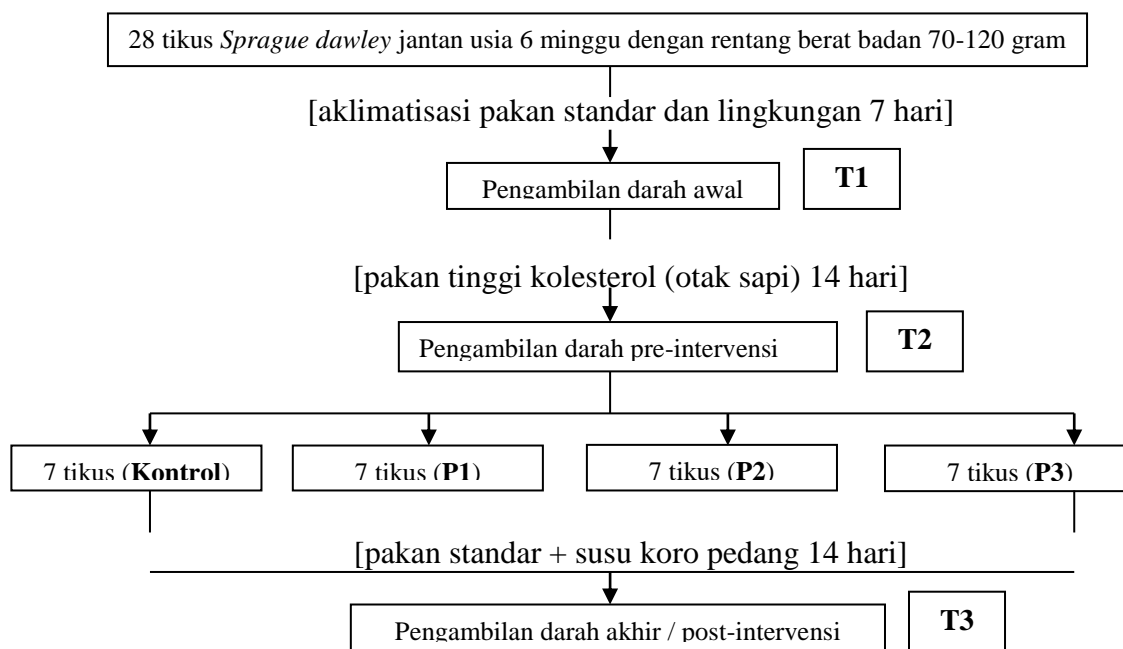 28 tikus Sprague dawley jantan usia 6 minggu dengan rentang berat badan 70-120 gram
[aklimatisasi pakan standar dan lingkungan 7 hari]
Pengambilan darah awal
T1
[pakan tinggi kolesterol (otak sapi) 14 hari]
Pengambilan darah pre-intervensi
T2
7 tikus (Kontrol)
7 tikus (P1)
7 tikus (P2)
7 tikus (P3)
[pakan standar + susu koro pedang 14 hari]
Pengambilan darah akhir / post-intervensi
T3